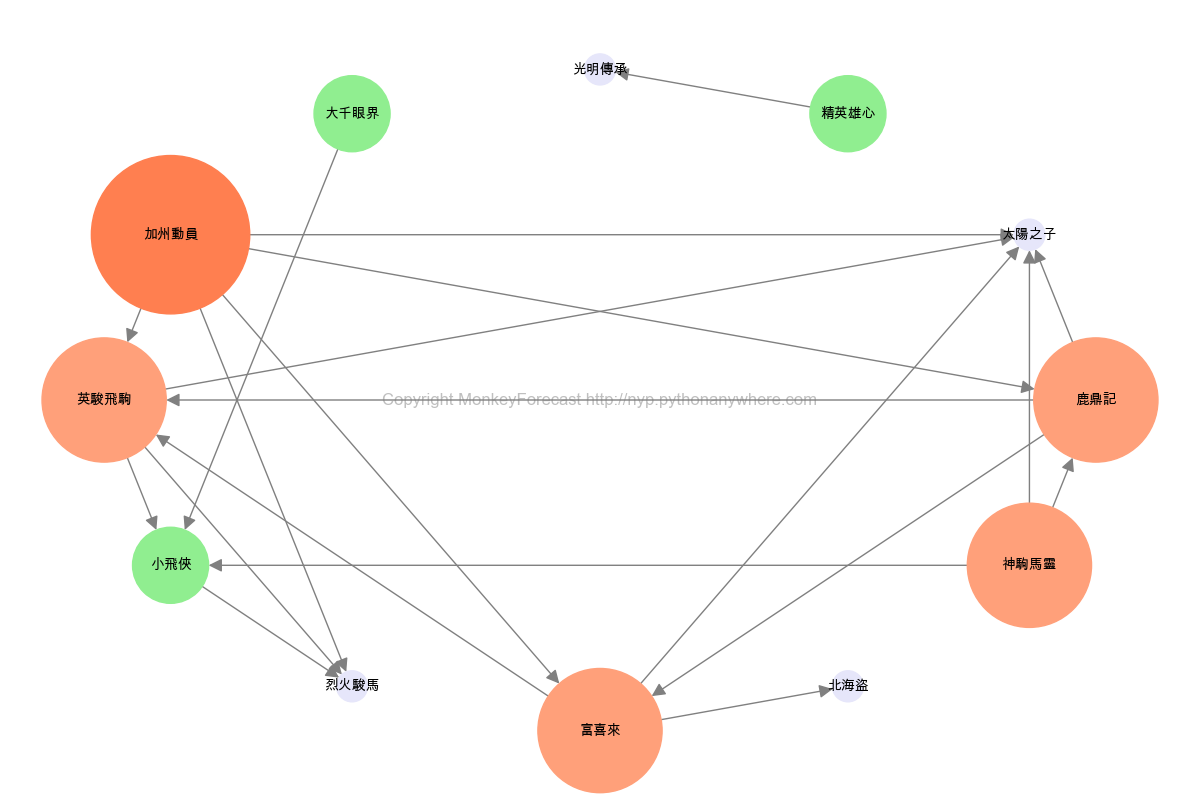 光明傳承
大千眼界
精英雄心
加州動員
太陽之子
英駿飛駒
Copyright MonkeyForecast http://nyp.pythonanywhere.com
鹿鼎記
小飛俠
神駒馬靈
烈火駿馬
北海盜
富喜來